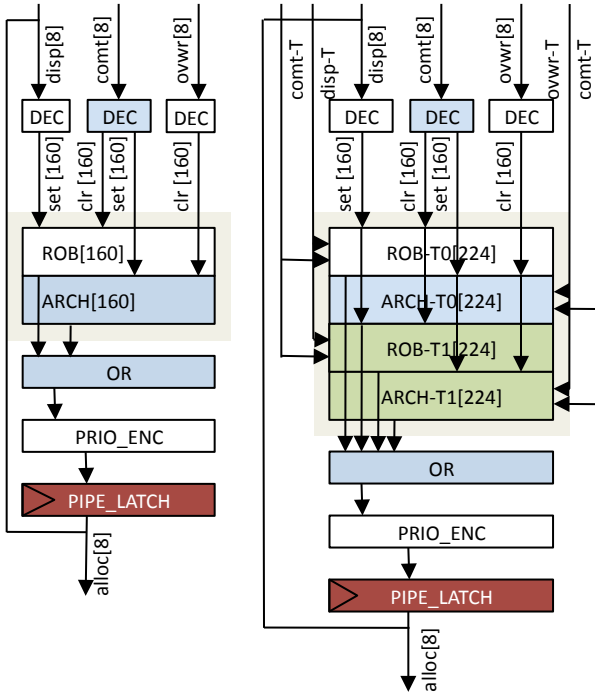 disp[8]
comt[8]
ovwr[8]
DEC
DEC
DEC
set [160]
clr [160]
set [160]
clr [160]
ROB[160]
ARCH[160]
OR
PRIO_ENC
PIPE_LATCH
alloc[8]
comt-T
disp-T
disp[8]
comt[8]
ovwr[8]
ovwr-T
comt-T
DEC
DEC
DEC
set [160]
clr [160]
set [160]
clr [160]
ROB-T0[224]
ARCH-T0[224]
ROB-T1[224]
ARCH-T1[224]
OR
PRIO_ENC
PIPE_LATCH
alloc[8]